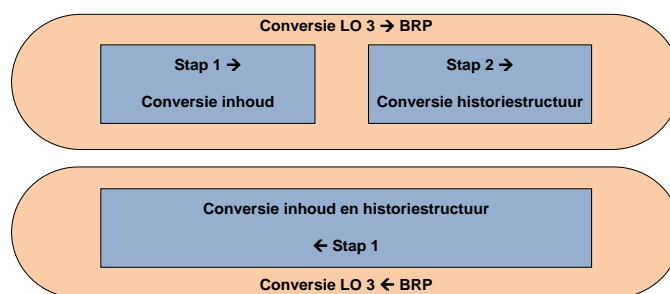 Conversie LO 3 → BRP
Stap 1 →
Conversie inhoud
Stap 2 →
Conversie historiestructuur
Conversie inhoud en historiestructuur
← Stap 1
Conversie LO 3 ← BRP